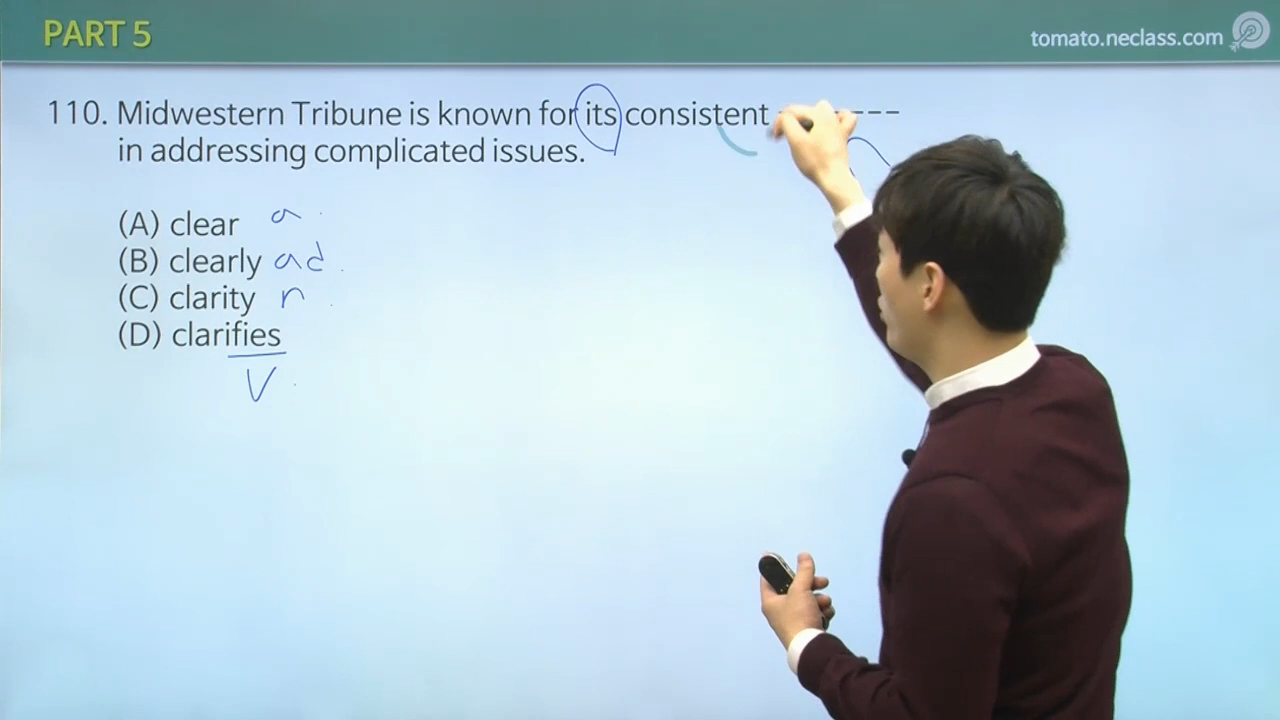 PART 5
tomato.neclass.com
110. Midwestern Tribune is known for its consistent -------
in addressing complicated issues.
(A) clear a
(B) clearly ad
(C) clarity n
(D) clarifies
V